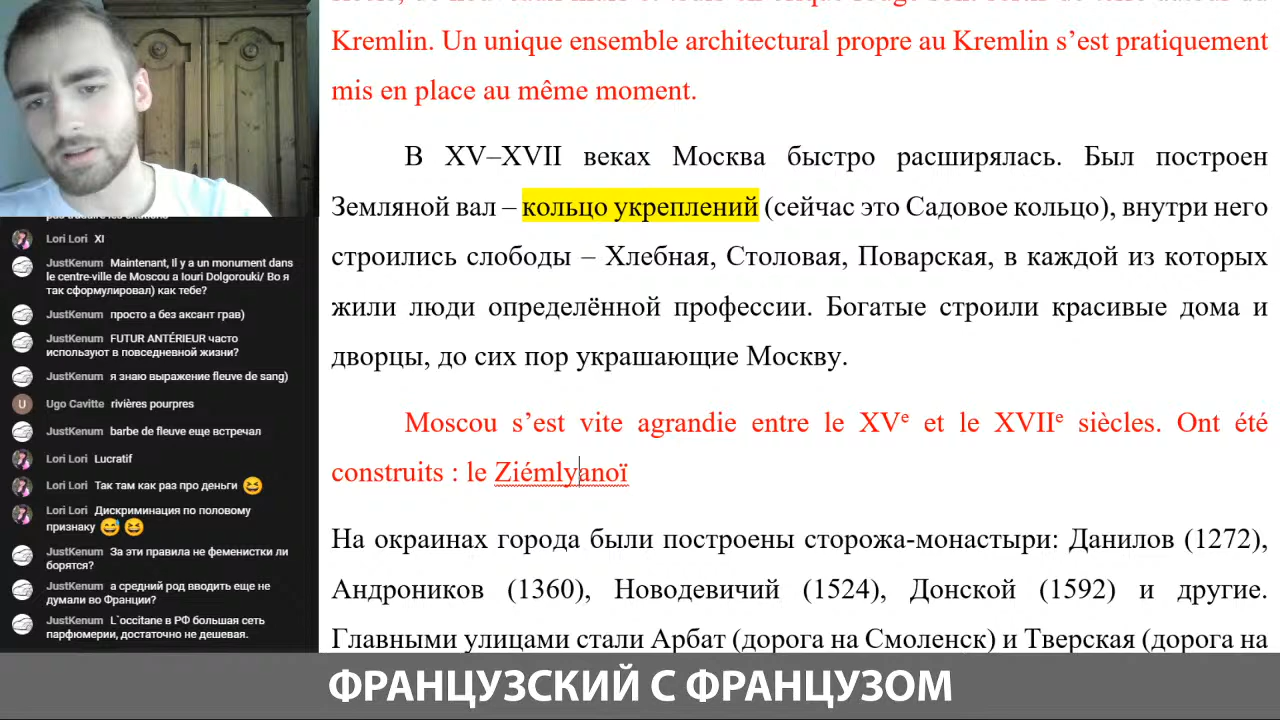 Kremlin. Un unique ensemble architectural propre au Kremlin s’est pratiquement
mis en place au même moment.
В XV–XVII веках Москва быстро расширялась. Был построен
Земляной вал – кольцо укреплений (сейчас это Садовое кольцо), внутри него
строились слободы – Хлебная, Столовая, Поварская, в каждой из которых
жили люди определённой профессии. Богатые строили красивые дома и
дворцы, до сих пор украшающие Москву.
Moscou s’est vite agrandie entre le XVᵉ et le XVIIᵉ siècles. Ont été
construits : le Ziémlyanoï
На окраинах города были построены сторожа-монастыри: Данилов (1272),
Андроников (1360), Новодевичий (1524), Донской (1592) и другие.
Главными улицами стали Арбат (дорога на Смоленск) и Тверская (дорога на
Lori Lori XI
JustKenum Maintenant, Il y a un monument dans
le centre-ville de Moscou a Iouri Dolgorouki/ Во я
так сформулировал) как тебе?
JustKenum просто а без аксант грав)
JustKenum FUTUR ANTÉRIEUR часто
используют в повседневной жизни?
JustKenum я знаю выражение fleuve de sang)
U Ugo Cavitte rivières pourpres
JustKenum barbe de fleuve еще встречал
Lori Lori Lucratif
Lori Lori Так там как раз про деньги 😆
Lori Lori Дискриминация по половому
признаку 😅 😆
JustKenum За эти правила не феменистки ли
борятся?
JustKenum а средний род вводить еще не
думали во Франции?
JustKenum L`occitane в РФ большая сеть
парфюмерии, достаточно не дешевая.
ФРАНЦУЗСКИЙ С ФРАНЦУЗОМ